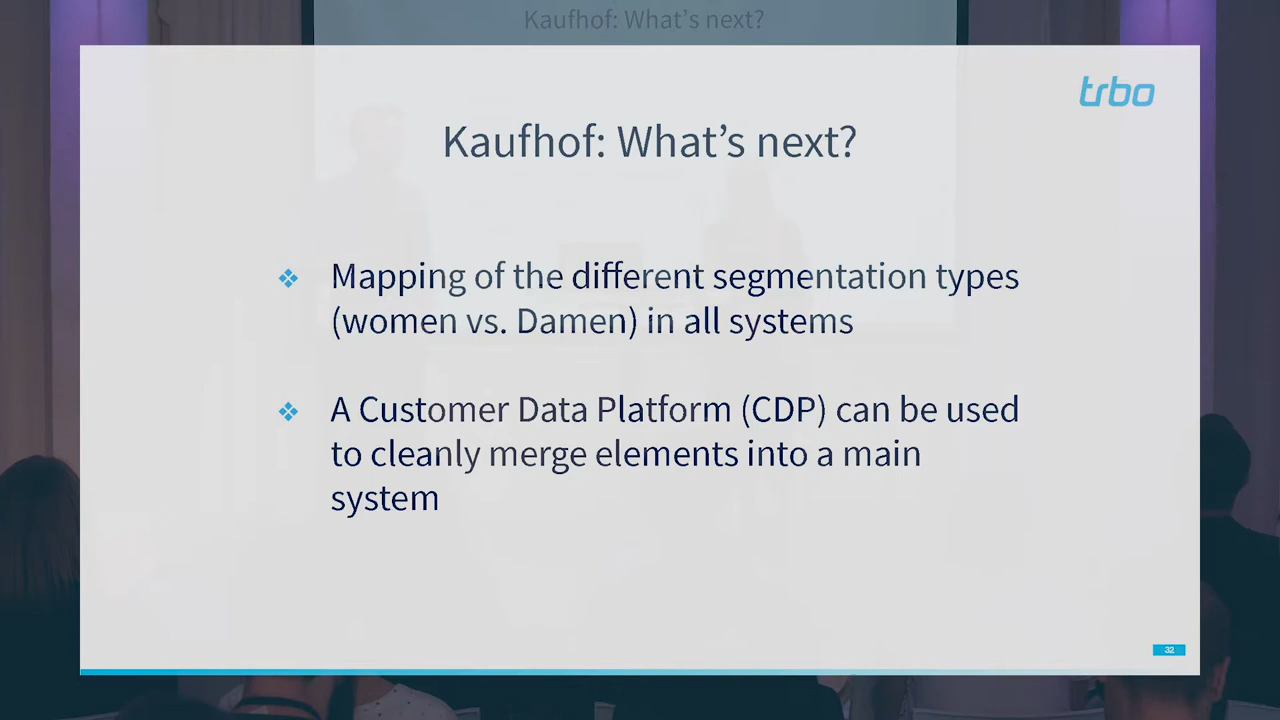 Kaufhof: What's next?
trbo
Kaufhof: What's next?
❖ Mapping of the different segmentation types
(women vs. Damen) in all systems
❖ A Customer Data Platform (CDP) can be used
to cleanly merge elements into a main
system
32